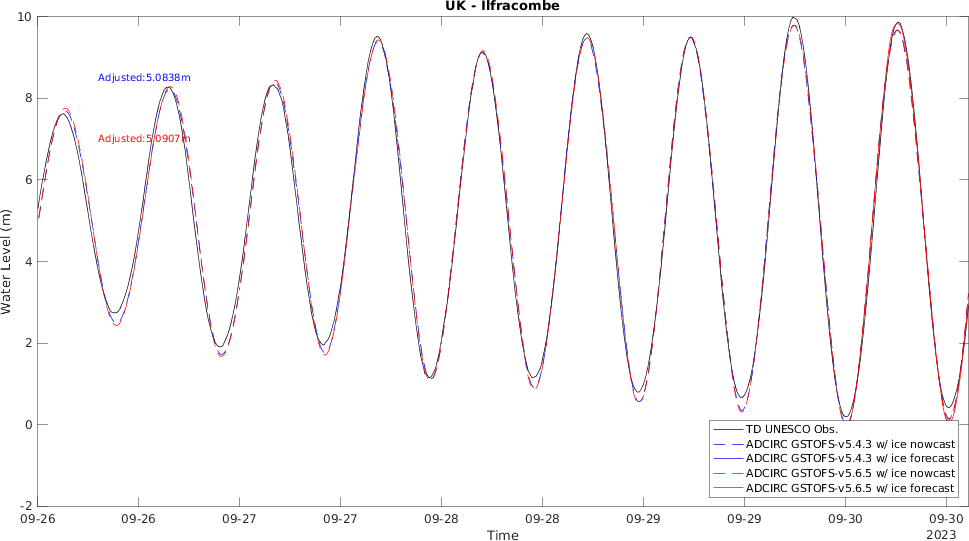 UK - Ilfracombe
10
8
6
4
2
0
-2
Water Level (m)
Adjusted:5.0838m
Adjusted:5.0907m
TD UNESCO Obs.
ADCIRC GSTOFS-v5.4.3 w/ ice nowcast
ADCIRC GSTOFS-v5.4.3 w/ ice forecast
ADCIRC GSTOFS-v5.6.5 w/ ice nowcast
ADCIRC GSTOFS-v5.6.5 w/ ice forecast
09-26 09-26 09-27 09-27 09-28 09-28 09-29 09-29 09-30 09-30
2023
Time